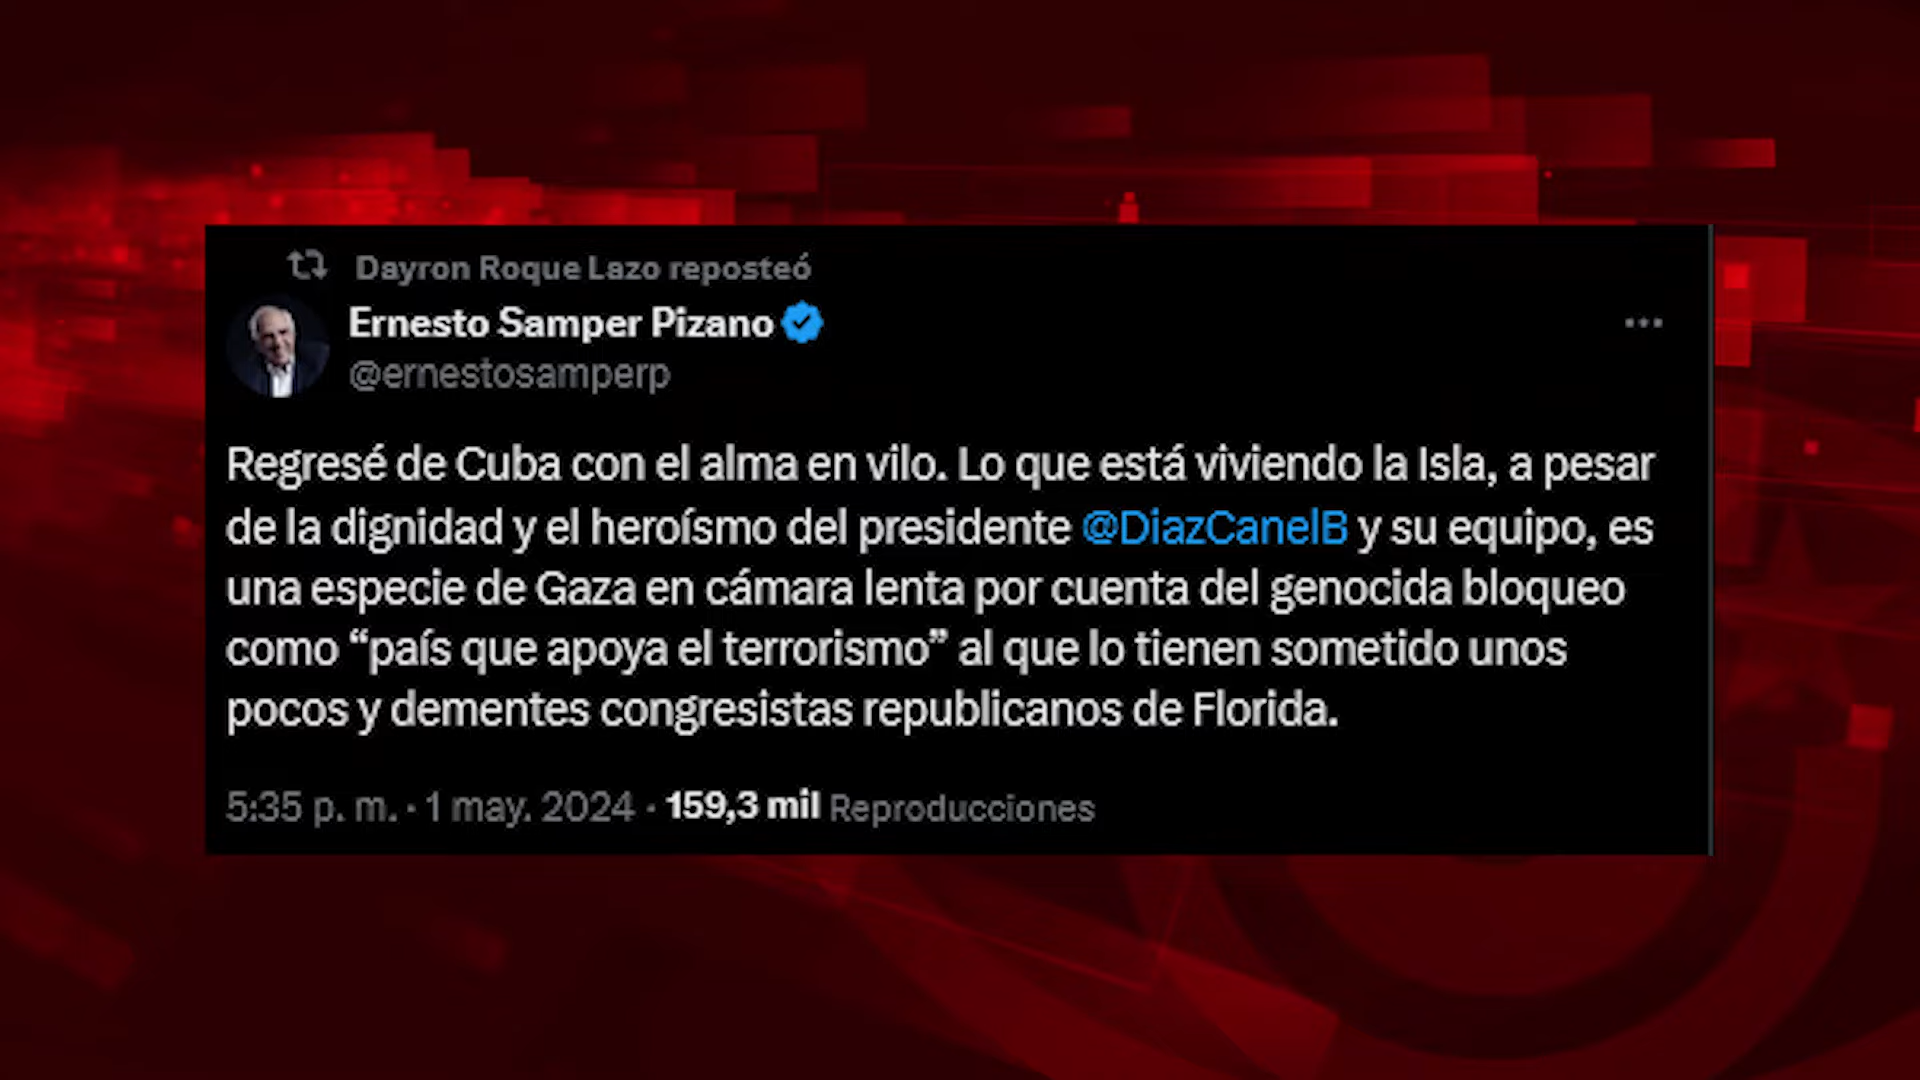 Dayron Roque Lazo reposteó
Ernesto Samper Pizano
@ernestosamperp
Regresé de Cuba con el alma en vilo. Lo que está viviendo la Isla, a pesar
de la dignidad y el heroísmo del presidente @DiazCanelB y su equipo, es
una especie de Gaza en cámara lenta por cuenta del genocida bloqueo
como “país que apoya el terrorismo” al que lo tienen sometido unos
pocos y dementes congresistas republicanos de Florida.
5:35 p. m. · 1 may. 2024 · 159,3 mil Reproducciones